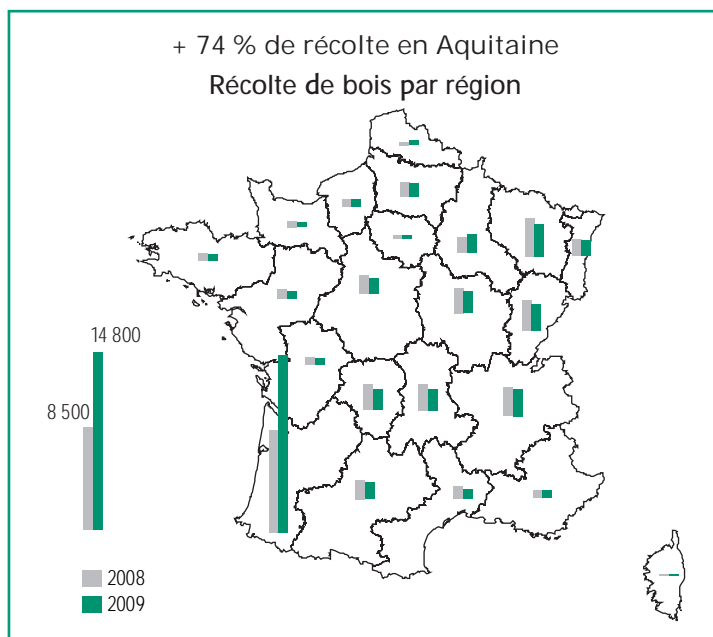 + 74 % de récolte en Aquitaine
Récolte de bois par région
14 800
8 500
2008
2009